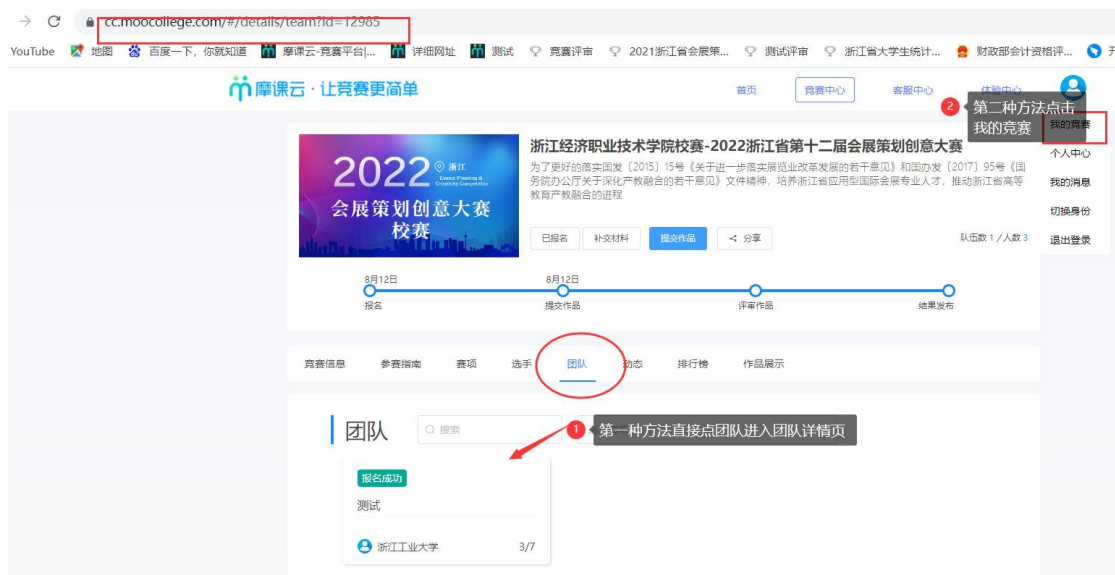 cc.moocollege.com/#/details/team?id=12985
YouTube 地图 百度一下，你就知道 摩课云-竞赛平台|... 详细网址 测试 竞赛评审 2021浙江省会展策... 测试评审 浙江省大学生统计... 财政部会计资格评...
摩课云·让竞赛更简单 首页 竞赛中心 客服中心 体验中心
2 第二种方法点击
我的竞赛
我的竞赛
个人中心
我的消息
切换身份
退出登录
2022 浙江
Events Planning &
Creativity Competition
会展策划创意大赛
校赛
浙江经济职业技术学院校赛-2022浙江省第十二届会展策划创意大赛
为了更好的落实国发〔2015〕15号《关于进一步落实展览业改革发展的若干意见》和国办发〔2017〕95号《国
务院办公厅关于深化产教融合的若干意见》文件精神，培养浙江省应用型国际会展专业人才，推动浙江省高等
教育产教融合的进程
已报名 补交材料 提交作品 分享 队伍数 1 / 人数 3
8月12日 8月12日
报名 提交作品 评审作品 结果发布
竞赛信息 参赛指南 赛项 选手 团队 动态 排行榜 作品展示
团队 搜索
1 第一种方法直接点团队进入团队详情页
报名成功
测试
浙江工业大学 3/7